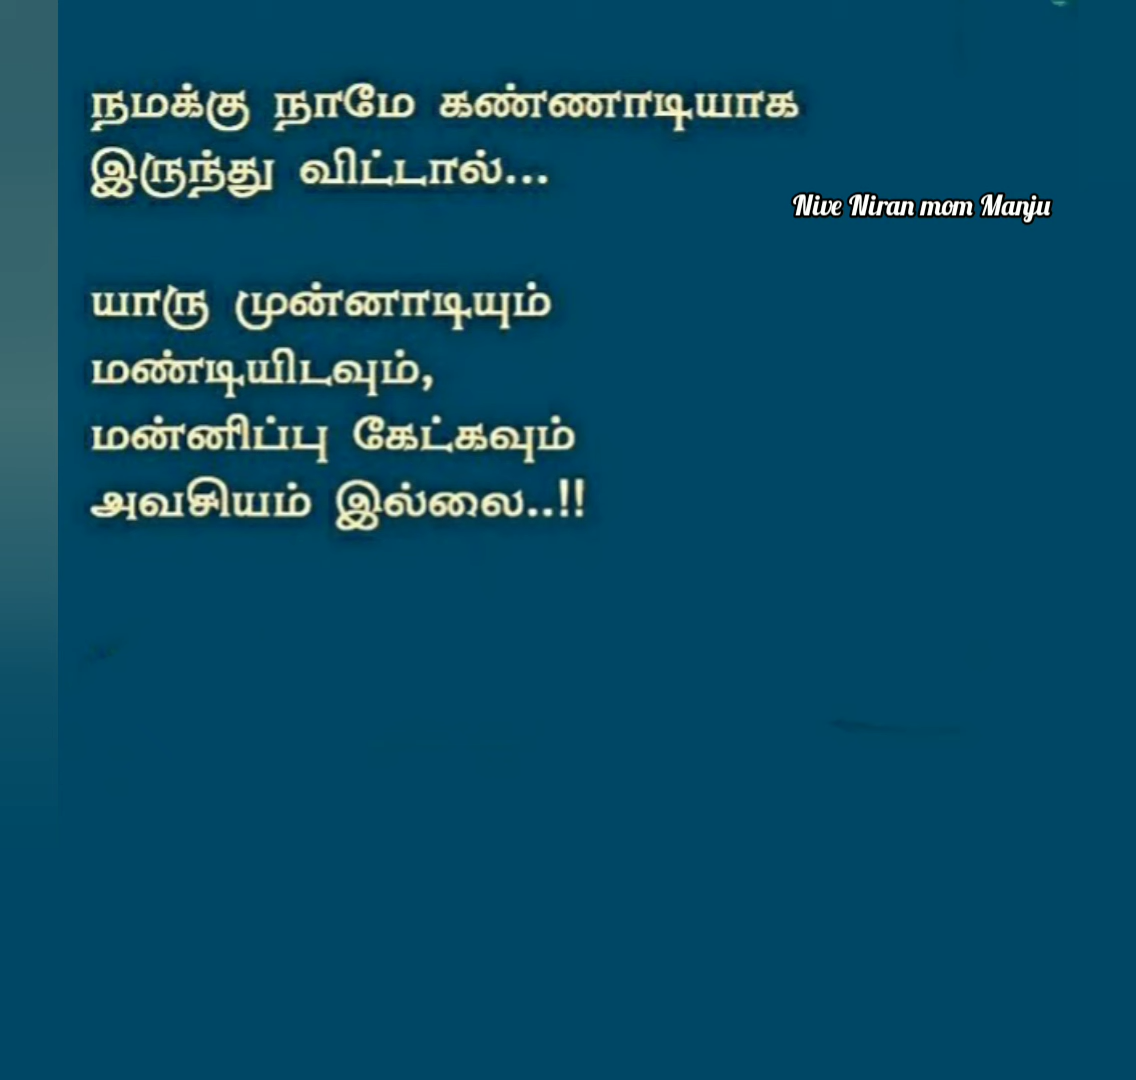 நமக்கு நாமே கண்ணாடியாக
இருந்து விட்டால்...
Nive Niran mom Manju
யாரு முன்னாடியும்
மண்டியிடவும்,
மன்னிப்பு கேட்கவும்
அவசியம் இல்லை..!!